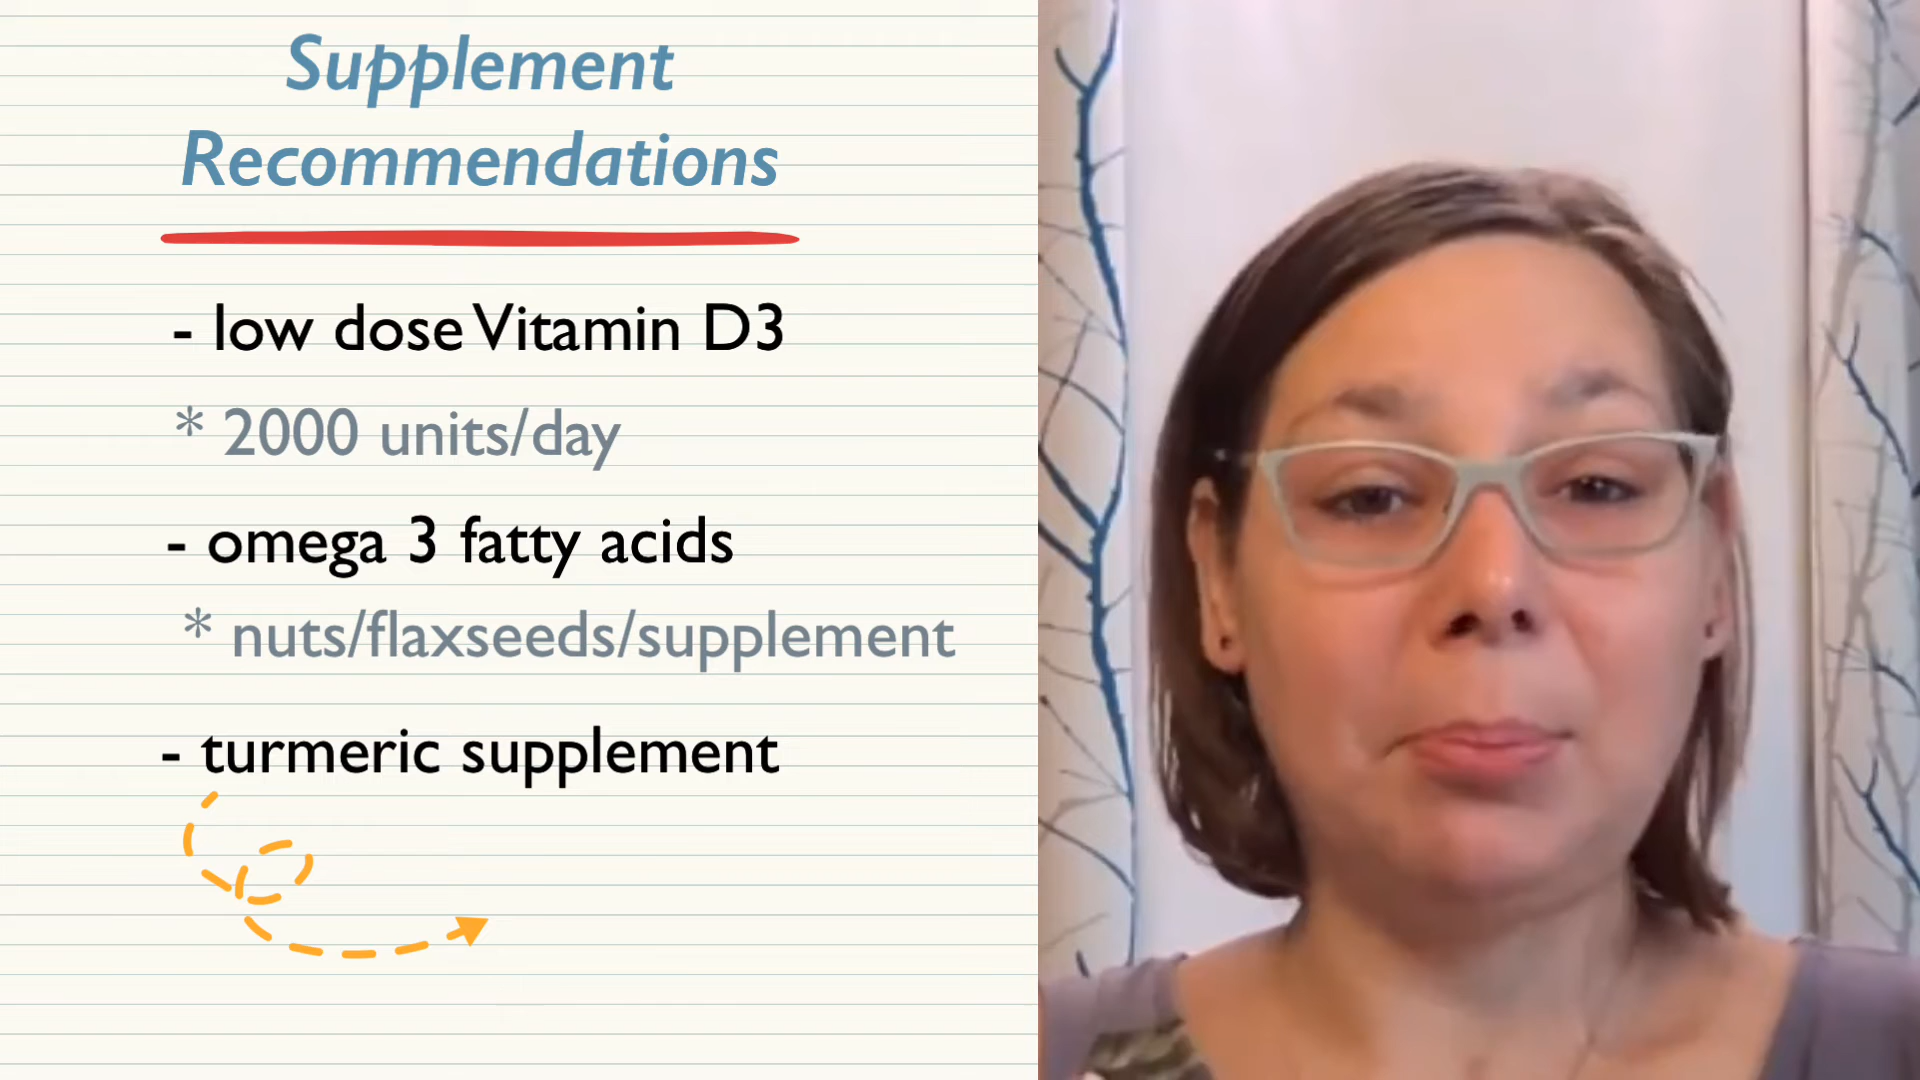 Supplement
Recommendations
- low dose Vitamin D3
* 2000 units/day
- omega 3 fatty acids
* nuts/flaxseeds/supplement
- turmeric supplement